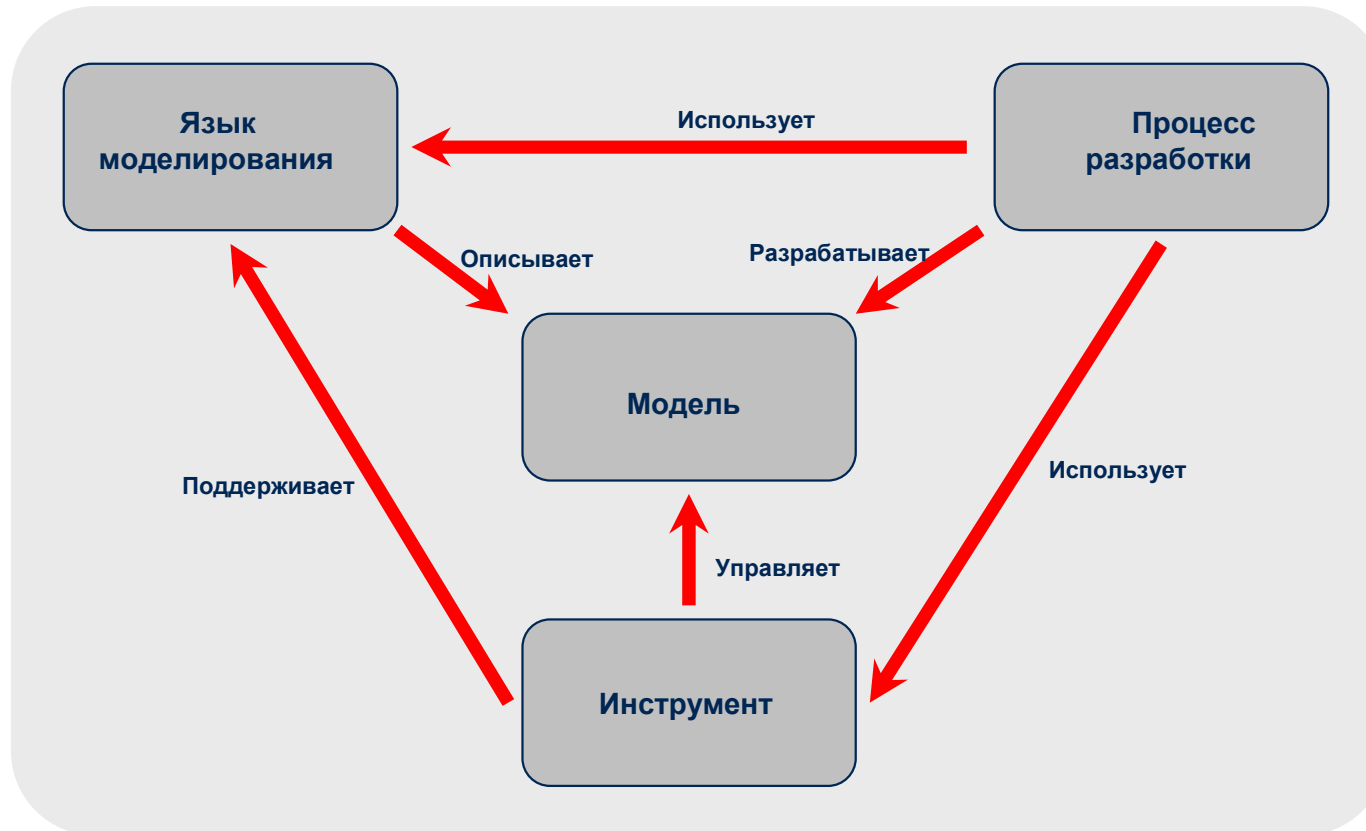 Язык
моделирования
Использует
Процесс
разработки
Описывает
Разрабатывает
Модель
Поддерживает
Использует
Управляет
Инструмент